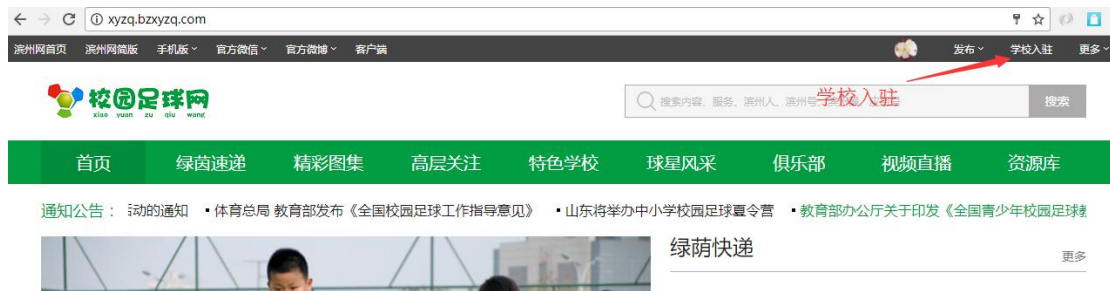 xyzq.bzxyzq.com
滨州网首页 滨州网简版 手机版 官方微信 官方微博 客户端 发布 学校入驻 更多
校园足球网
xiao yuan zu qiu wang
搜索内容、服务、滨州人、滨州号、 搜索
学校入驻
首页 绿茵速递 精彩图集 高层关注 特色学校 球星风采 俱乐部 视频直播 资源库
通知公告： 活动的通知 ▪体育总局 教育部发布《全国校园足球工作指导意见》 ▪山东将举办中小学校园足球夏令营 ▪教育部办公厅关于印发《全国青少年校园足球教
绿荫快递
更多